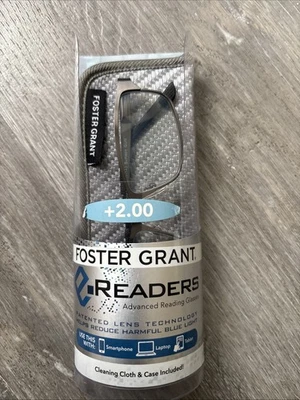 FOSTER GRANT
+2.00
FOSTER GRANT.
e.READERS
Advanced Reading Glasses
PATENTED LENS TECHNOLOGY
HELPS REDUCE HARMFUL BLUE LIGHT
USE THIS WITH: Smartphone Laptop Tablet
Cleaning Cloth & Case Included!